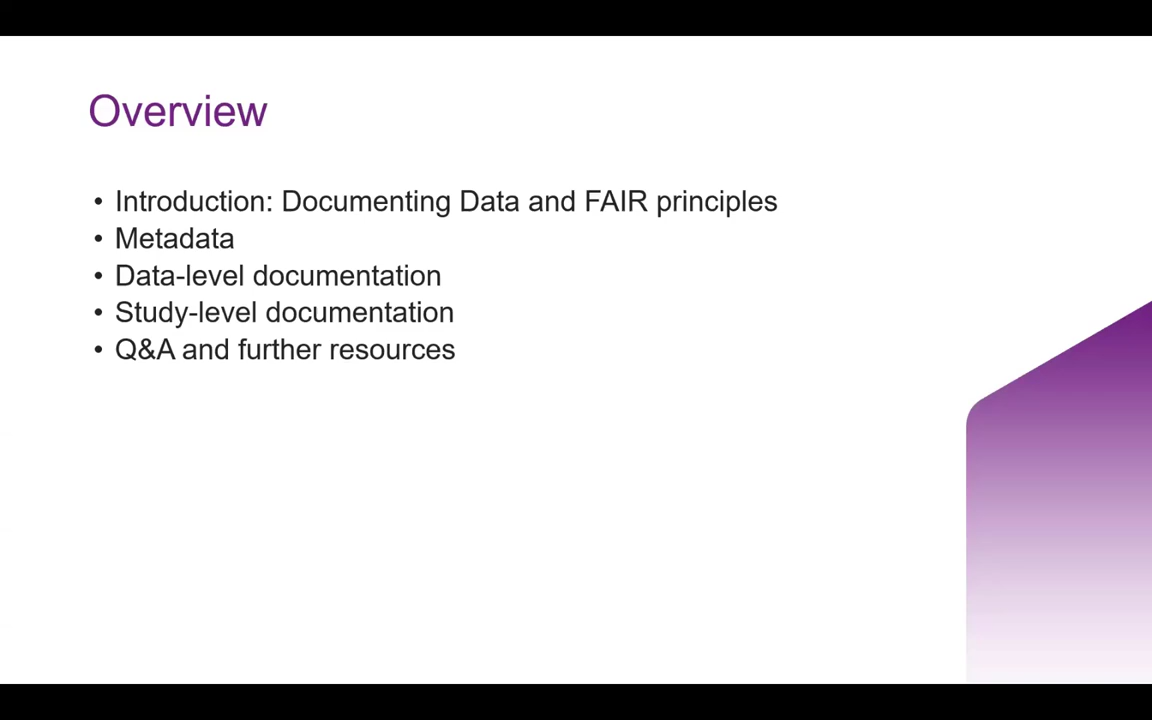 Overview
• Introduction: Documenting Data and FAIR principles
• Metadata
• Data-level documentation
• Study-level documentation
• Q&A and further resources